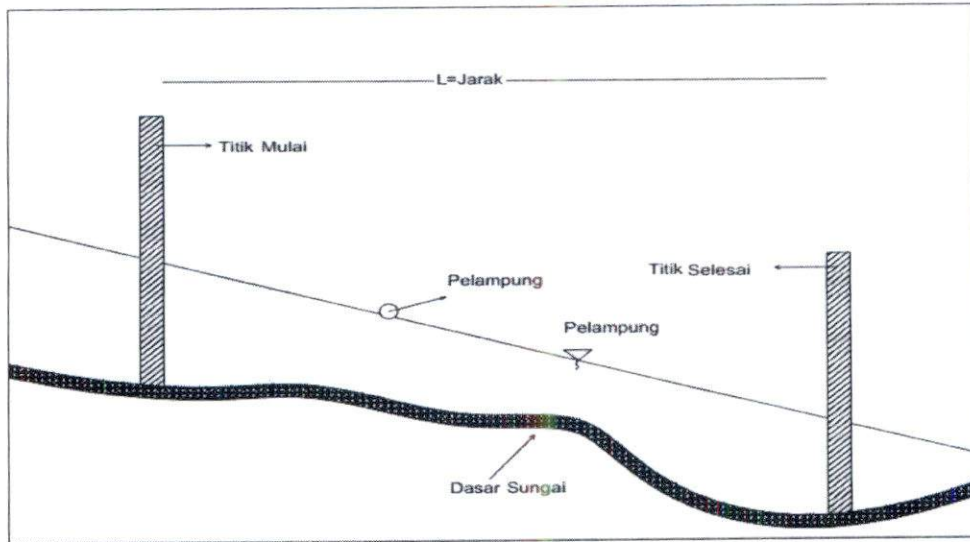 L=Jarak
Titik Mulai
Titik Selesai
Pelampung
Pelampung
Dasar Sungai